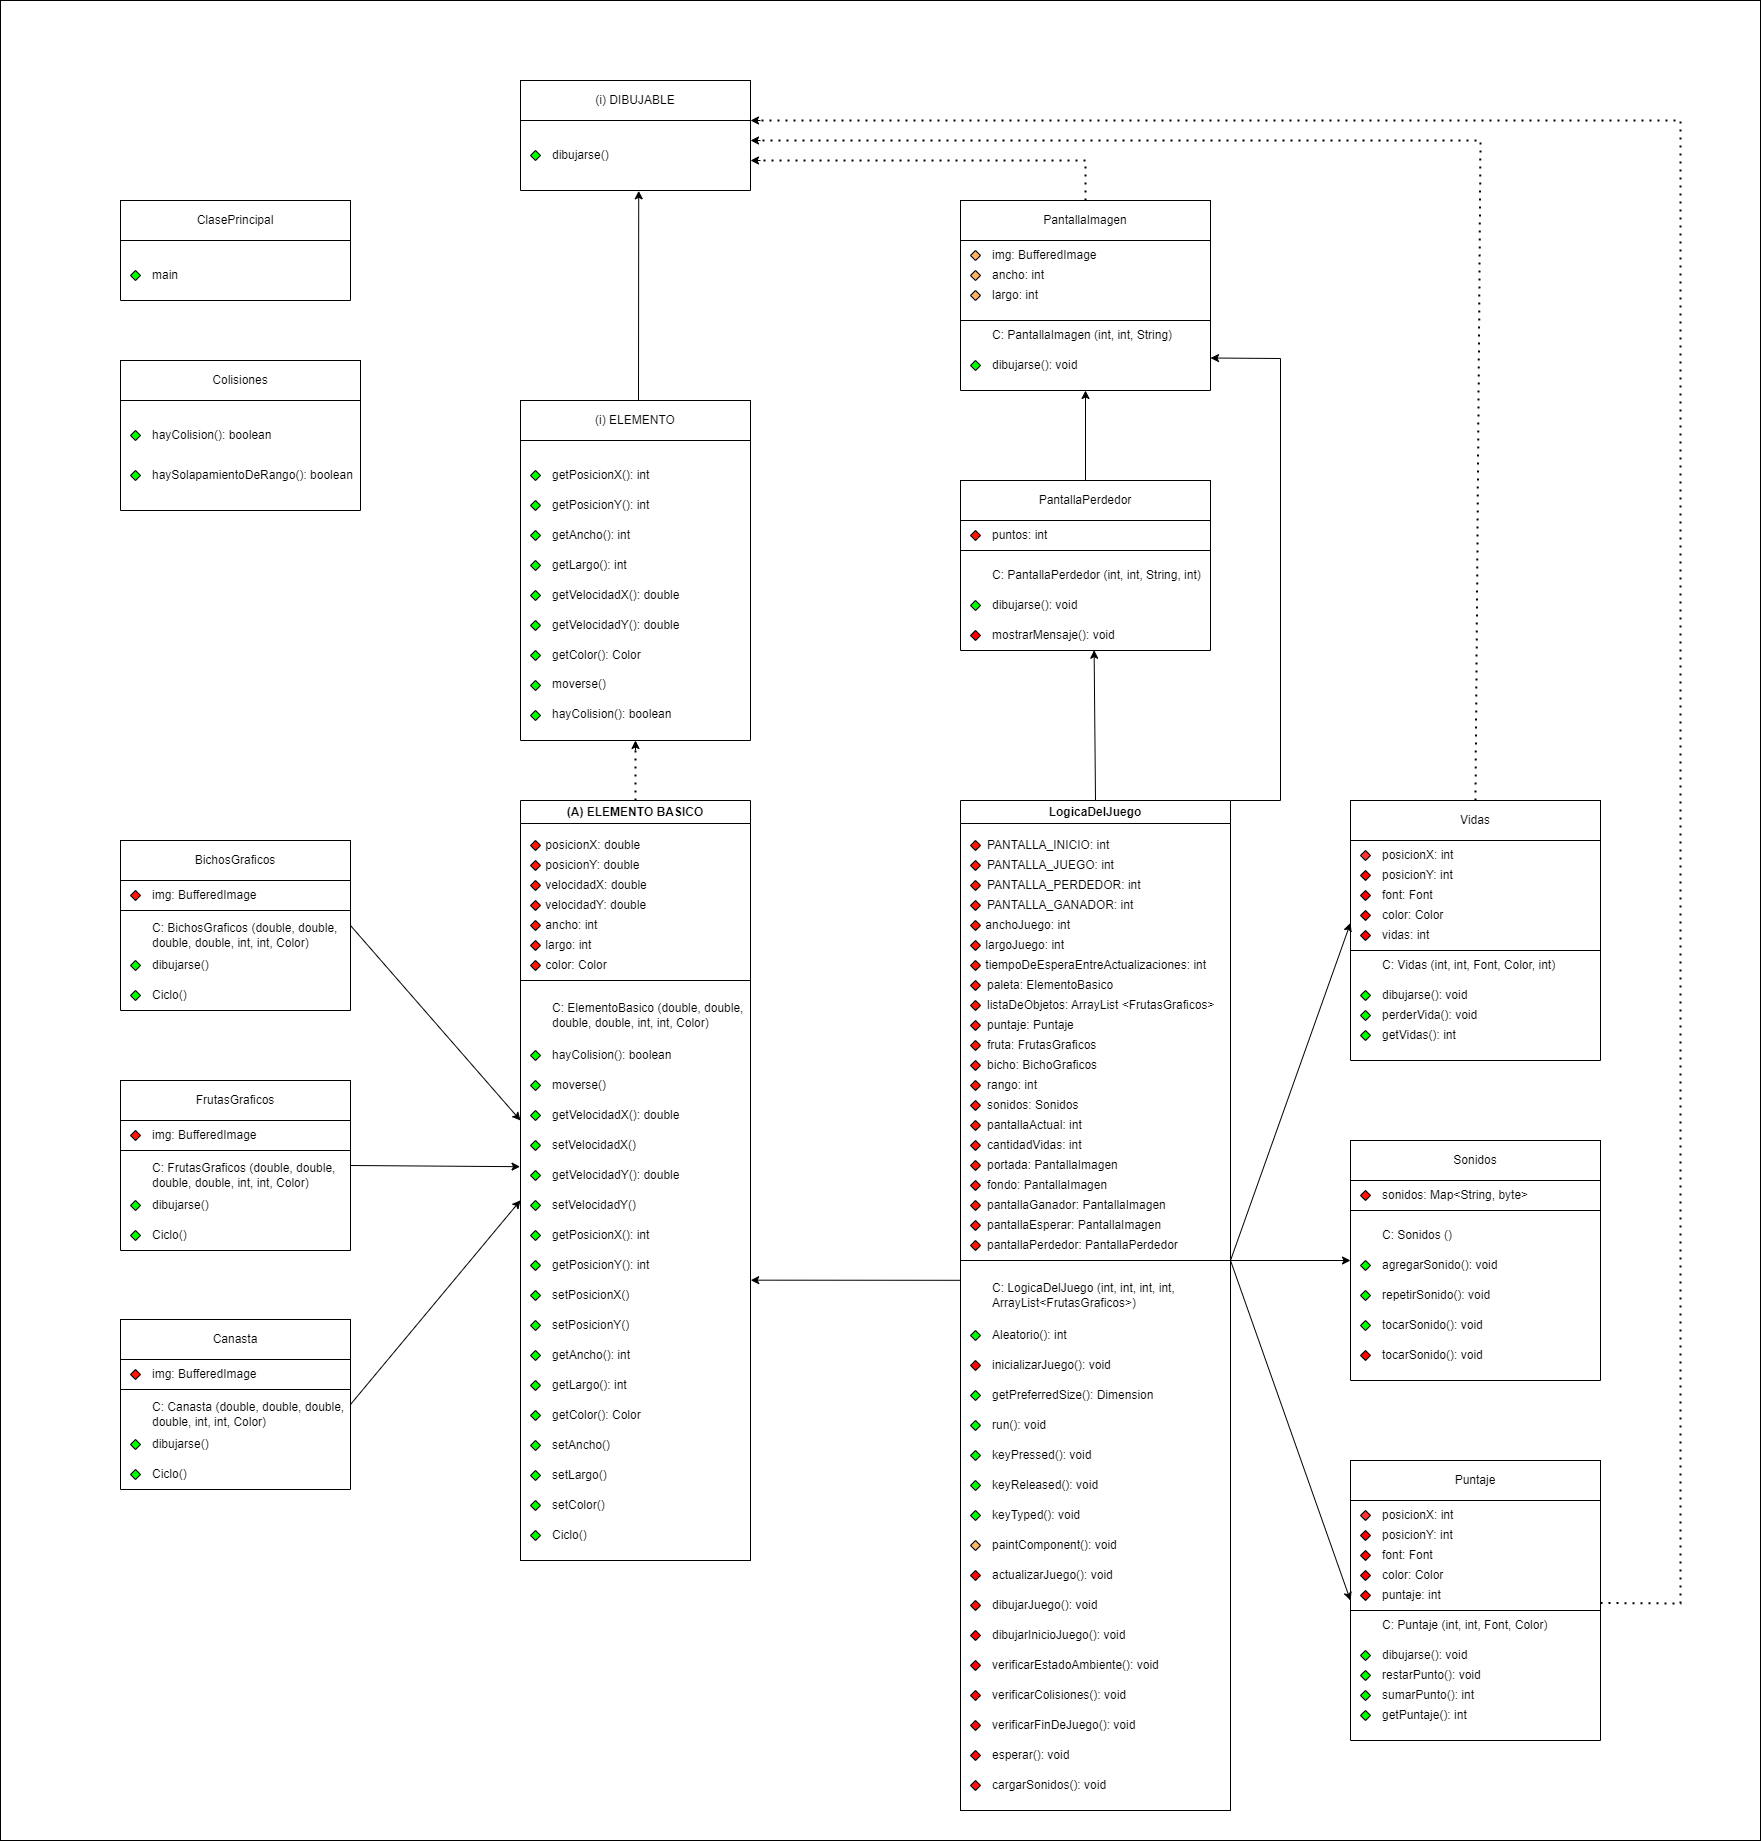 (i) DIBUJABLE
dibujarse()
ClasePrincipal
main
Colisiones
hayColision(): boolean
haySolapamientoDeRango(): boolean
(i) ELEMENTO
getPosicionX(): int
getPosicionY(): int
getAncho(): int
getLargo(): int
getVelocidadX(): double
getVelocidadY(): double
getColor(): Color
moverse()
hayColision(): boolean
PantallaImagen
img: BufferedImage
ancho: int
largo: int
C: PantallaImagen (int, int, String)
dibujarse(): void
PantallaPerdedor
puntos: int
C: PantallaPerdedor (int, int, String, int)
dibujarse(): void
mostrarMensaje(): void
BichosGraficos
img: BufferedImage
C: BichosGraficos (double, double,
double, double, int, int, Color)
dibujarse()
Ciclo()
FrutasGraficos
img: BufferedImage
C: FrutasGraficos (double, double,
double, double, int, int, Color)
dibujarse()
Ciclo()
Canasta
img: BufferedImage
C: Canasta (double, double, double,
double, int, int, Color)
dibujarse()
Ciclo()
(A) ELEMENTO BASICO
posicionX: double
posicionY: double
velocidadX: double
velocidadY: double
ancho: int
largo: int
color: Color
C: ElementoBasico (double, double,
double, double, int, int, Color)
hayColision(): boolean
moverse()
getVelocidadX(): double
setVelocidadX()
getVelocidadY(): double
setVelocidadY()
getPosicionX(): int
getPosicionY(): int
setPosicionX()
setPosicionY()
getAncho(): int
getLargo(): int
getColor(): Color
setAncho()
setLargo()
setColor()
Ciclo()
LogicaDelJuego
PANTALLA_INICIO: int
PANTALLA_JUEGO: int
PANTALLA_PERDEDOR: int
PANTALLA_GANADOR: int
anchoJuego: int
largoJuego: int
tiempoDeEsperaEntreActualizaciones: int
paleta: ElementoBasico
listaDeObjetos: ArrayList <FrutasGraficos>
puntaje: Puntaje
fruta: FrutasGraficos
bicho: BichoGraficos
rango: int
sonidos: Sonidos
pantallaActual: int
cantidadVidas: int
portada: PantallaImagen
fondo: PantallaImagen
pantallaGanador: PantallaImagen
pantallaEsperar: PantallaImagen
pantallaPerdedor: PantallaPerdedor
C: LogicaDelJuego (int, int, int, int,
ArrayList<FrutasGraficos>)
Aleatorio(): int
inicializarJuego(): void
getPreferredSize(): Dimension
run(): void
keyPressed(): void
keyReleased(): void
keyTyped(): void
paintComponent(): void
actualizarJuego(): void
dibujarJuego(): void
dibujarInicioJuego(): void
verificarEstadoAmbiente(): void
verificarColisiones(): void
verificarFinDeJuego(): void
esperar(): void
cargarSonidos(): void
Vidas
posicionX: int
posicionY: int
font: Font
color: Color
vidas: int
C: Vidas (int, int, Font, Color, int)
dibujarse(): void
perderVida(): void
getVidas(): int
Sonidos
sonidos: Map<String, byte>
C: Sonidos ()
agregarSonido(): void
repetirSonido(): void
tocarSonido(): void
tocarSonido(): void
Puntaje
posicionX: int
posicionY: int
font: Font
color: Color
puntaje: int
C: Puntaje (int, int, Font, Color)
dibujarse(): void
restarPunto(): void
sumarPunto(): int
getPuntaje(): int